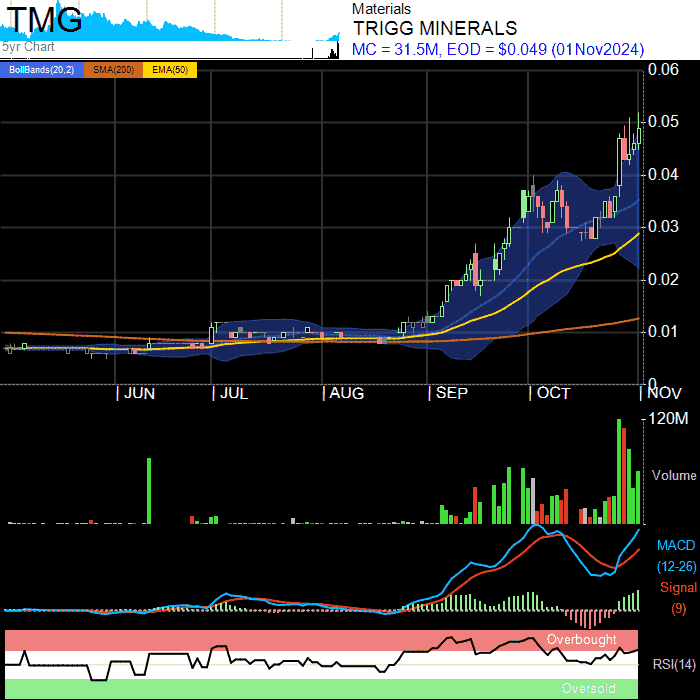 TMG
5yr Chart
Materials
TRIGG MINERALS
MC = 31.5M, EOD = $0.049 (01Nov2024)
BollBands(20,2) SMA(200) EMA(50)
0.06
0.05
0.04
0.03
0.02
0.01
0
JUN JUL AUG SEP OCT NOV
120M
Volume
MACD
(12-26)
Signal
(9)
Overbought
RSI(14)
Oversold